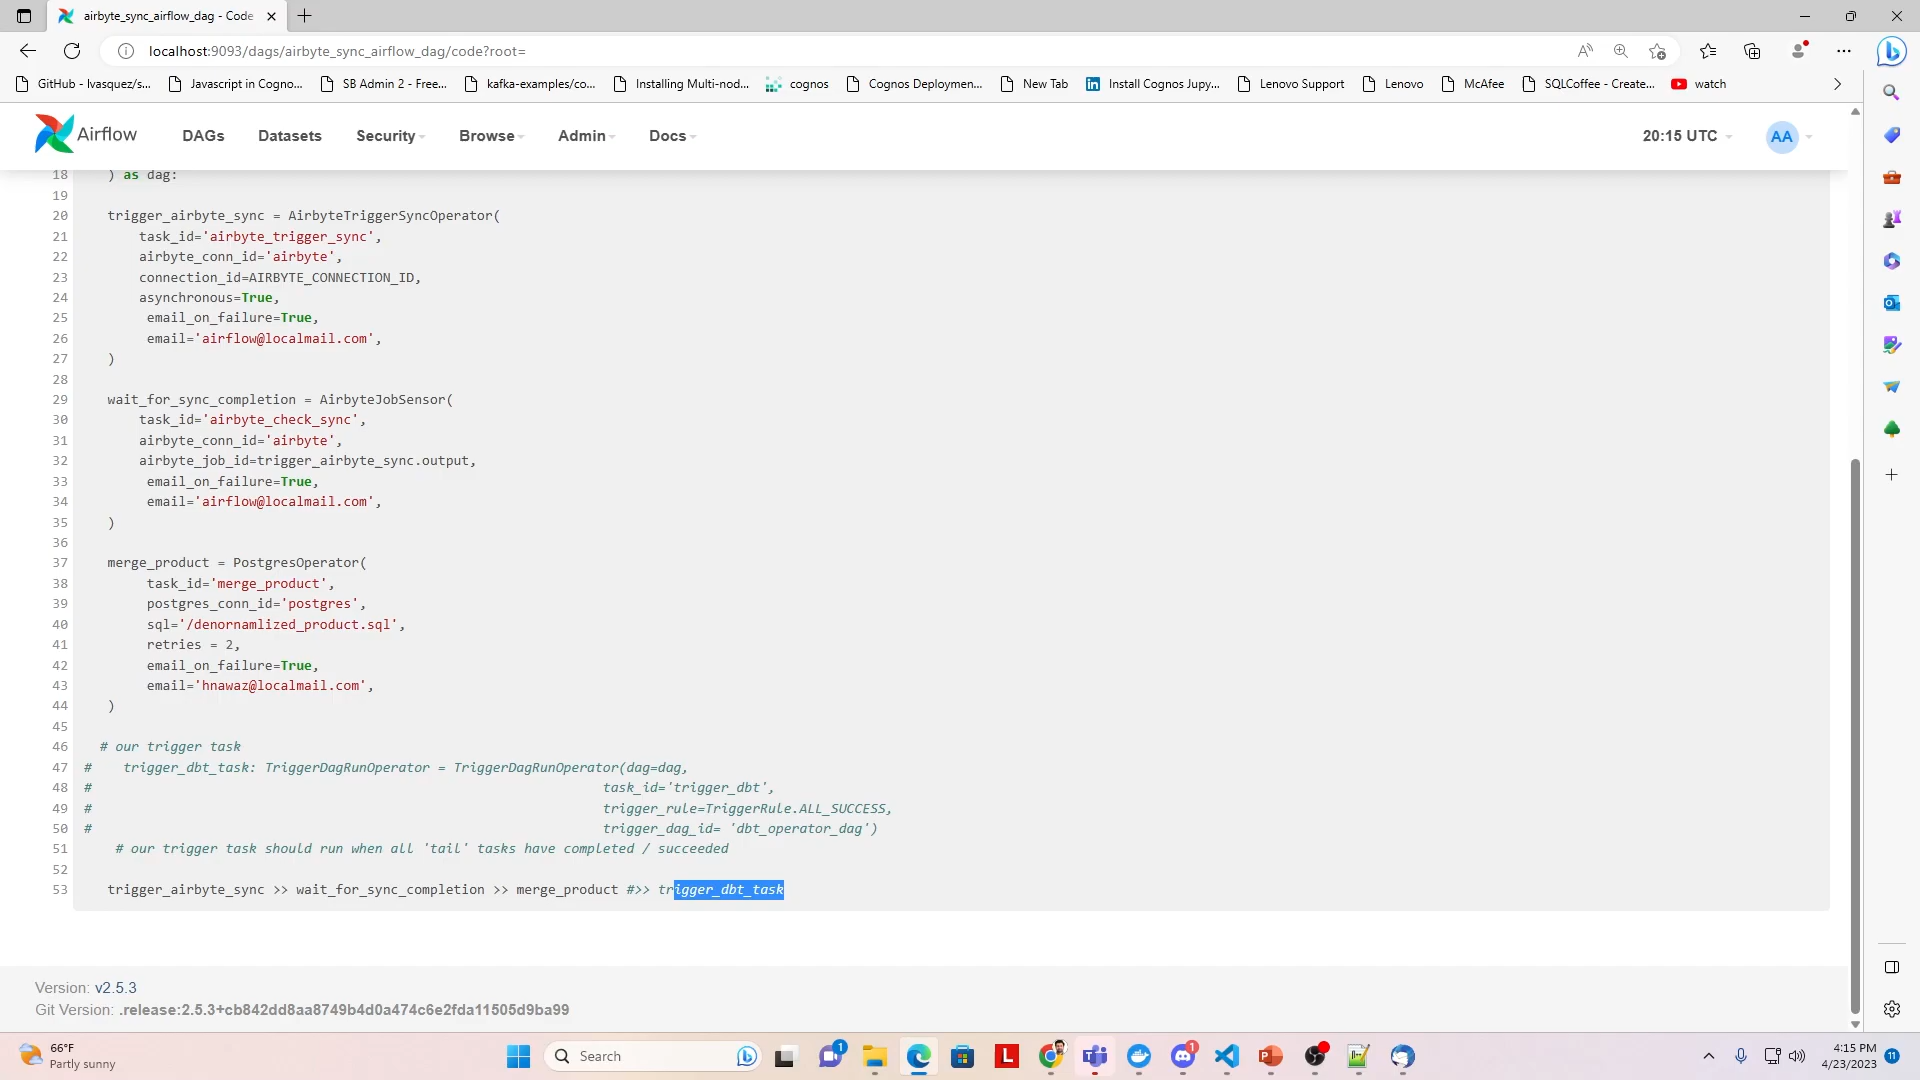 airbyte_sync_airflow_dag - Code
localhost:9093/dags/airbyte_sync_airflow_dag/code?root=
GitHub - lvasquez/s... Javascript in Cogno... SB Admin 2 - Free... kafka-examples/co... Installing Multi-nod... cognos Cognos Deploymen... New Tab Install Cognos Jupy... Lenovo Support Lenovo McAfee SQLCoffee - Create... watch
Airflow DAGs Datasets Security Browse Admin Docs 20:15 UTC AA
18 ) as dag:
19
20 trigger_airbyte_sync = AirbyteTriggerSyncOperator(
21 task_id='airbyte_trigger_sync',
22 airbyte_conn_id='airbyte',
23 connection_id=AIRBYTE_CONNECTION_ID,
24 asynchronous=True,
25 email_on_failure=True,
26 email='airflow@localmail.com',
27 )
28
29 wait_for_sync_completion = AirbyteJobSensor(
30 task_id='airbyte_check_sync',
31 airbyte_conn_id='airbyte',
32 airbyte_job_id=trigger_airbyte_sync.output,
33 email_on_failure=True,
34 email='airflow@localmail.com',
35 )
36
37 merge_product = PostgresOperator(
38 task_id='merge_product',
39 postgres_conn_id='postgres',
40 sql='/denornamlized_product.sql',
41 retries = 2,
42 email_on_failure=True,
43 email='hnawaz@localmail.com',
44 )
45
46 # our trigger task
47 # trigger_dbt_task: TriggerDagRunOperator = TriggerDagRunOperator(dag=dag,
48 # task_id='trigger_dbt',
49 # trigger_rule=TriggerRule.ALL_SUCCESS,
50 # trigger_dag_id= 'dbt_operator_dag')
51 # our trigger task should run when all 'tail' tasks have completed / succeeded
52
53 trigger_airbyte_sync >> wait_for_sync_completion >> merge_product #>> trigger_dbt_task
Version: v2.5.3
Git Version: .release:2.5.3+cb842dd8aa8749b4d0a474c6e2fda11505d9ba99
66°F
Partly sunny
Search
1
L
1
4:15 PM
4/23/2023
11